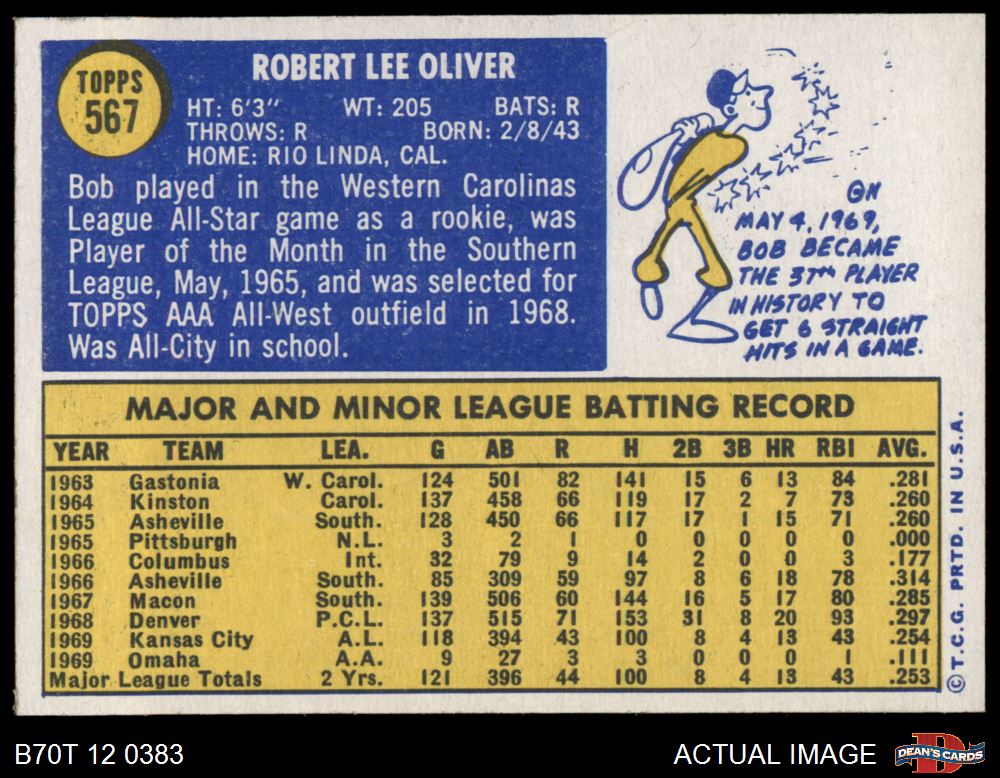 TOPPS
567
ROBERT LEE OLIVER
HT: 6'3" WT: 205 BATS: R
THROWS: R BORN: 2/8/43
HOME: RIO LINDA, CAL.
Bob played in the Western Carolinas
League All-Star game as a rookie, was
Player of the Month in the Southern
League, May, 1965, and was selected for
TOPPS AAA All-West outfield in 1968.
Was All-City in school.
ON
MAY 4, 1969,
BOB BECAME
THE 37TH PLAYER
IN HISTORY TO
GET 6 STRAIGHT
HITS IN A GAME.
MAJOR AND MINOR LEAGUE BATTING RECORD
YEAR TEAM LEA. G AB R H 2B 3B HR RBI AVG.
1963 Gastonia W. Carol. 124 501 82 141 15 6 13 84 .281
1964 Kinston Carol. 137 458 66 119 17 2 7 73 .260
1965 Asheville South. 128 450 66 117 17 1 15 71 .260
1965 Pittsburgh N.L. 3 2 1 0 0 0 0 0 .000
1966 Columbus Int. 32 79 9 14 2 0 0 3 .177
1966 Asheville South. 85 309 59 97 8 6 18 78 .314
1967 Macon South. 139 506 60 144 16 5 17 80 .285
1968 Denver P.C.L. 137 515 71 153 31 8 20 93 .297
1969 Kansas City A.L. 118 394 43 100 8 4 13 43 .254
1969 Omaha A.A. 9 27 3 3 0 0 0 1 .111
Major League Totals 2 Yrs. 121 396 44 100 8 4 13 43 .253
©T.C.G. PRTD. IN U.S.A.
B70T 12 0383
ACTUAL IMAGE
DEAN'S CARDS